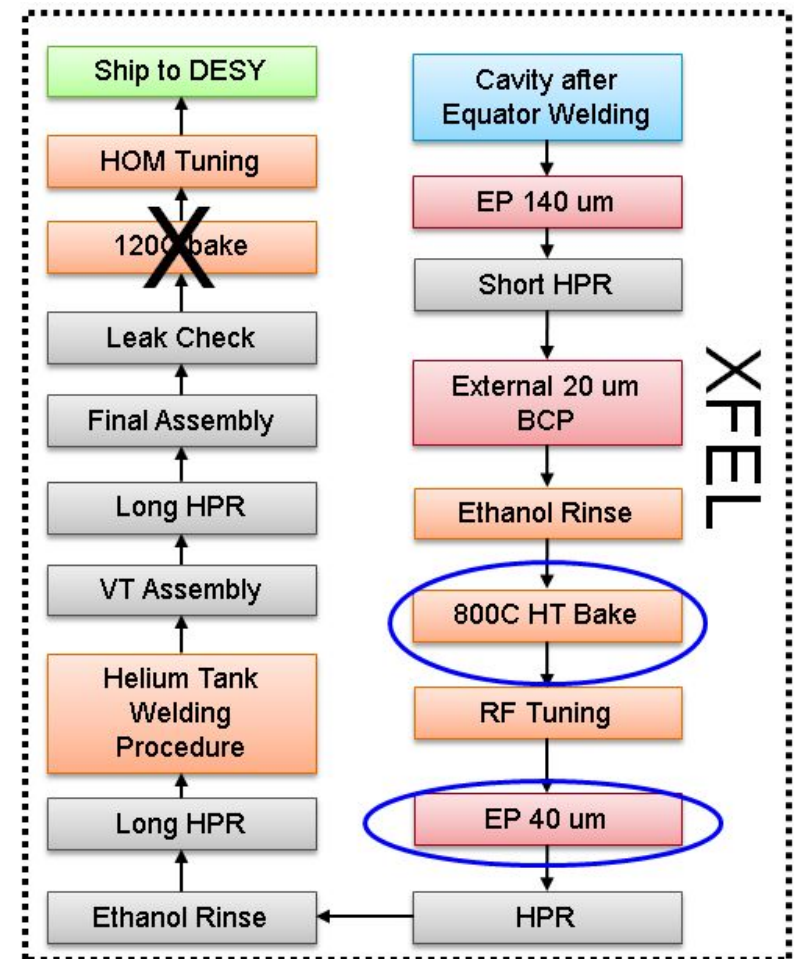 Cavity after
Equator Welding
EP 140 um
Short HPR
External 20 um
BCP
Ethanol Rinse
800C HT Bake
RF Tuning
EP 40 um
HPR
Ethanol Rinse
Long HPR
Helium Tank
Welding
Procedure
VT Assembly
Long HPR
Final Assembly
Leak Check
120C bake
X
HOM Tuning
Ship to DESY
XFEL